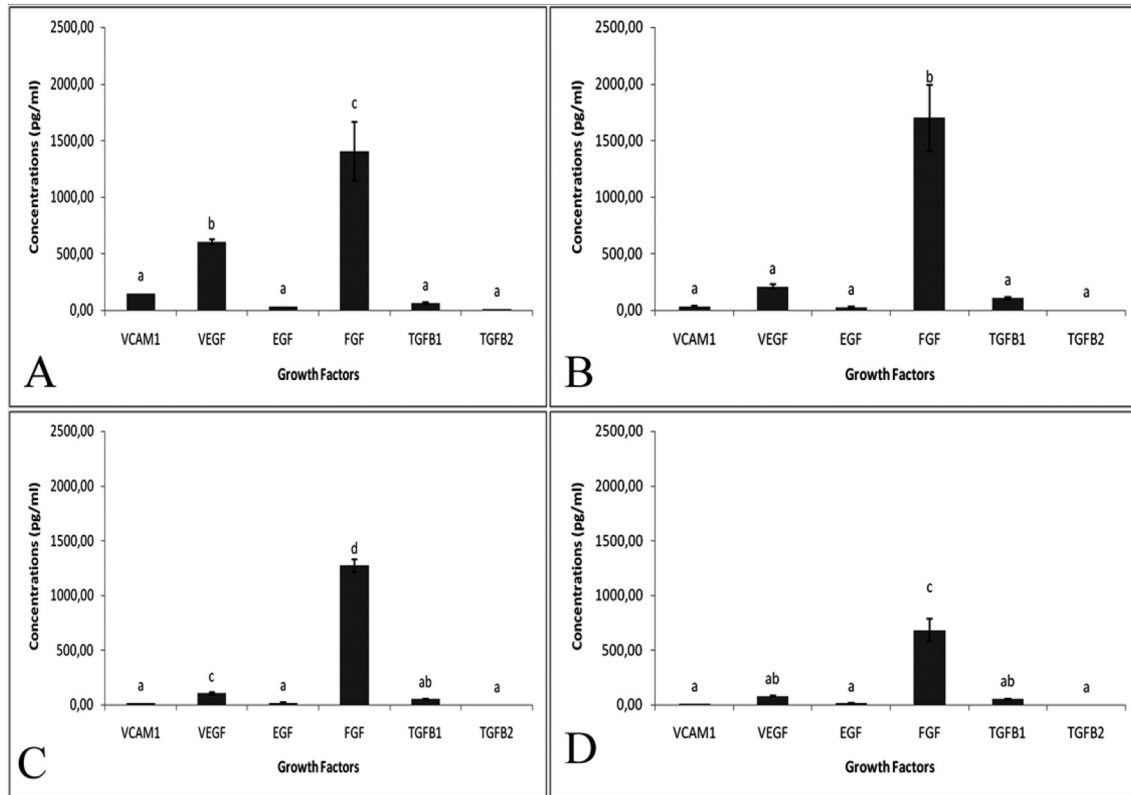 2500,00
2000,00
1500,00
1000,00
500,00
0,00
Concentrations (pg/ml)
a
b
a
c
a
a
VCAM1 VEGF EGF FGF TGFB1 TGFB2
Growth Factors
A
2500,00
2000,00
1500,00
1000,00
500,00
0,00
Concentrations (pg/ml)
a
a
a
b
a
a
VCAM1 VEGF EGF FGF TGFB1 TGFB2
Growth Factors
B
2500,00
2000,00
1500,00
1000,00
500,00
0,00
Concentrations (pg/ml)
a
c
a
d
ab
a
VCAM1 VEGF EGF FGF TGFB1 TGFB2
Growth Factors
C
2500,00
2000,00
1500,00
1000,00
500,00
0,00
Concentrations (pg/ml)
a
ab
a
c
ab
a
VCAM1 VEGF EGF FGF TGFB1 TGFB2
Growth Factors
D